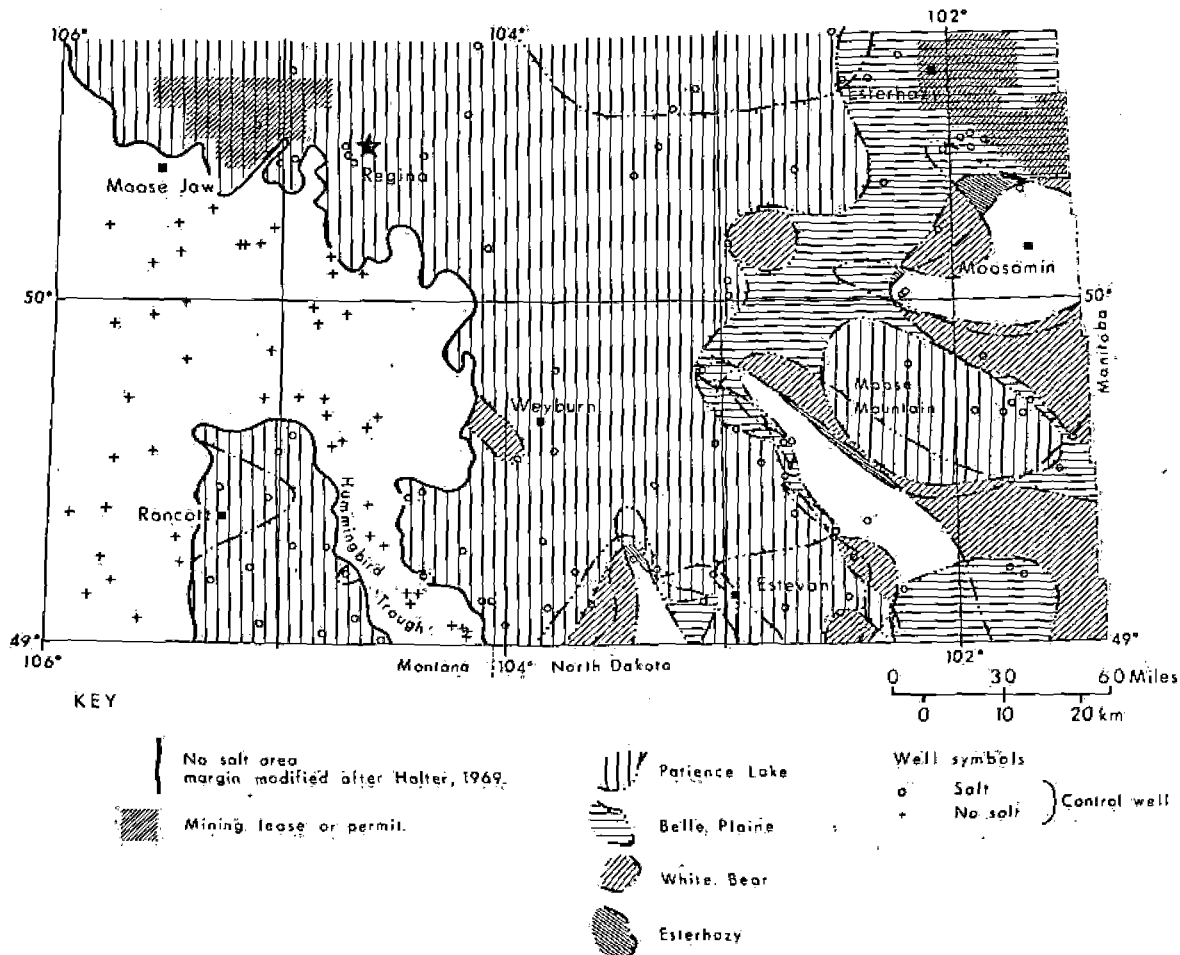 106°
104°
102°
Esterhazy
Moose Jaw
Regina
Moosomin
50°
50°
Manitoba
Moose
Mountain
Weyburn
Rancott
Hummingbird
Trough
Estevan
49°
49°
106°
Montana
104°
North Dakota
102°
0 30 60 Miles
0 10 20 km
KEY
No salt area
margin modified after Holter, 1969.
Mining lease or permit.
Patience Lake
Belle Plaine
White Bear
Esterhazy
Well symbols
o Salt
+ No salt
Control well